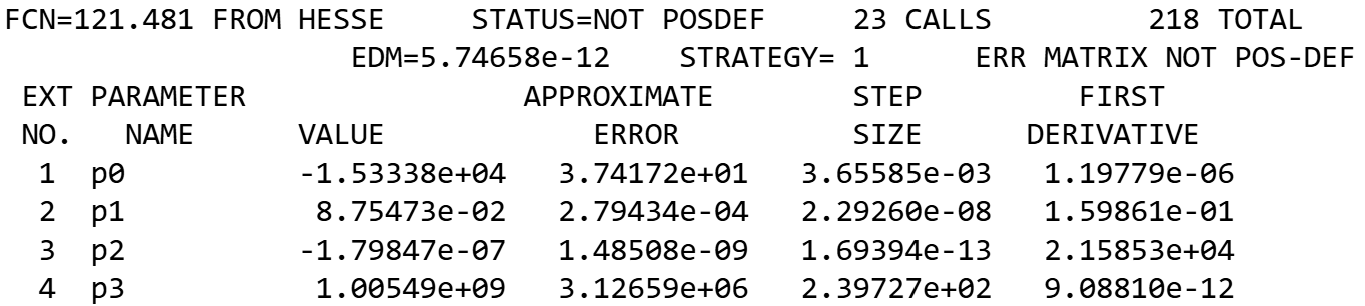 FCN=121.481 FROM HESSE STATUS=NOT POSDEF 23 CALLS 218 TOTAL
EDM=5.74658e-12 STRATEGY= 1 ERR MATRIX NOT POS-DEF
EXT PARAMETER APPROXIMATE STEP FIRST
NO. NAME VALUE ERROR SIZE DERIVATIVE
1 p0 -1.53338e+04 3.74172e+01 3.65585e-03 1.19779e-06
2 p1 8.75473e-02 2.79434e-04 2.29260e-08 1.59861e-01
3 p2 -1.79847e-07 1.48508e-09 1.69394e-13 2.15853e+04
4 p3 1.00549e+09 3.12659e+06 2.39727e+02 9.08810e-12